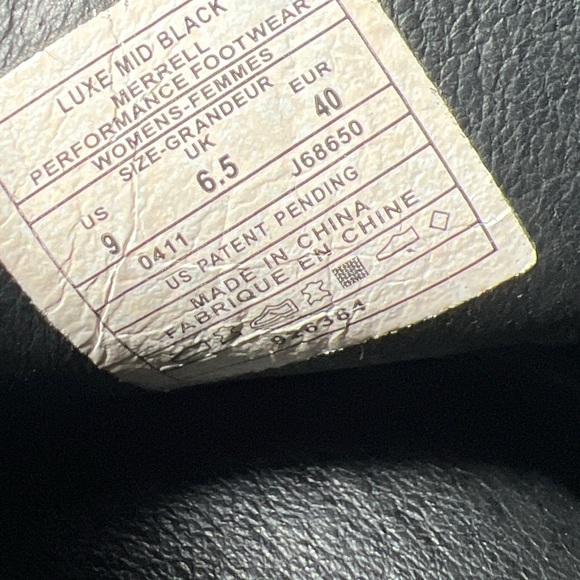 LUXE MID BLACK
MERRELL
PERFORMANCE FOOTWEAR
WOMENS-FEMMES
SIZE-GRANDEUR
US UK EUR
9 6.5 40
0411 J68650
US PATENT PENDING
MADE IN CHINA
FABRIQUE EN CHINE
926364